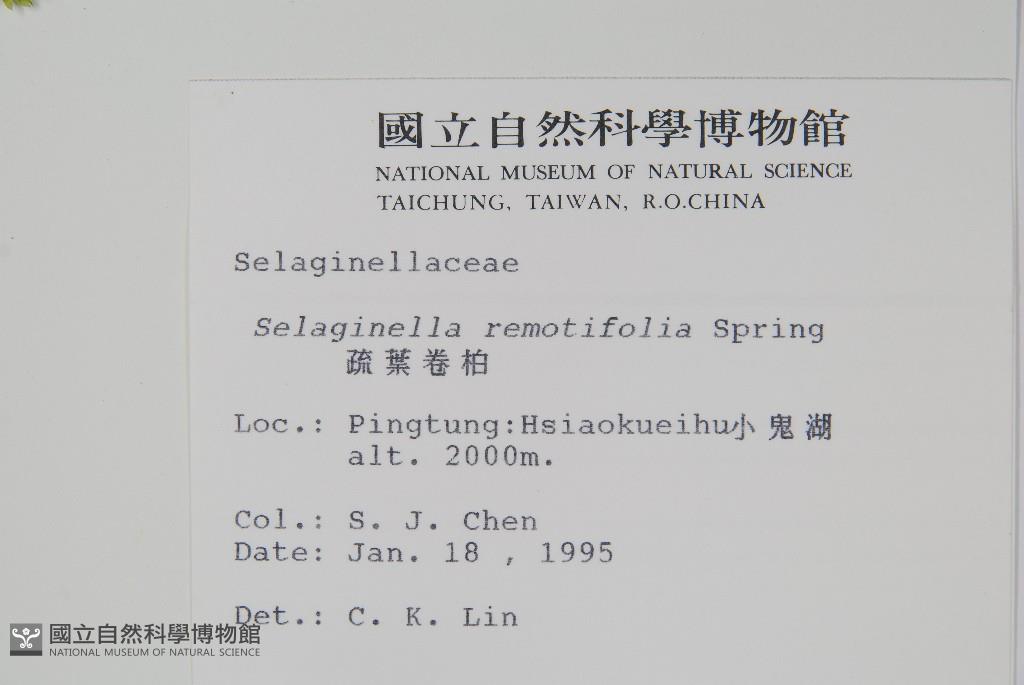 國立自然科學博物館
NATIONAL MUSEUM OF NATURAL SCIENCE
TAICHUNG, TAIWAN, R.O.CHINA
Selaginellaceae
Selaginella remotifolia Spring
疏葉卷柏
Loc.: Pingtung:Hsiaokueihu小鬼湖
alt. 2000m.
Col.: S. J. Chen
Date: Jan. 18 , 1995
Det.: C. K. Lin
國立自然科學博物館
NATIONAL MUSEUM OF NATURAL SCIENCE